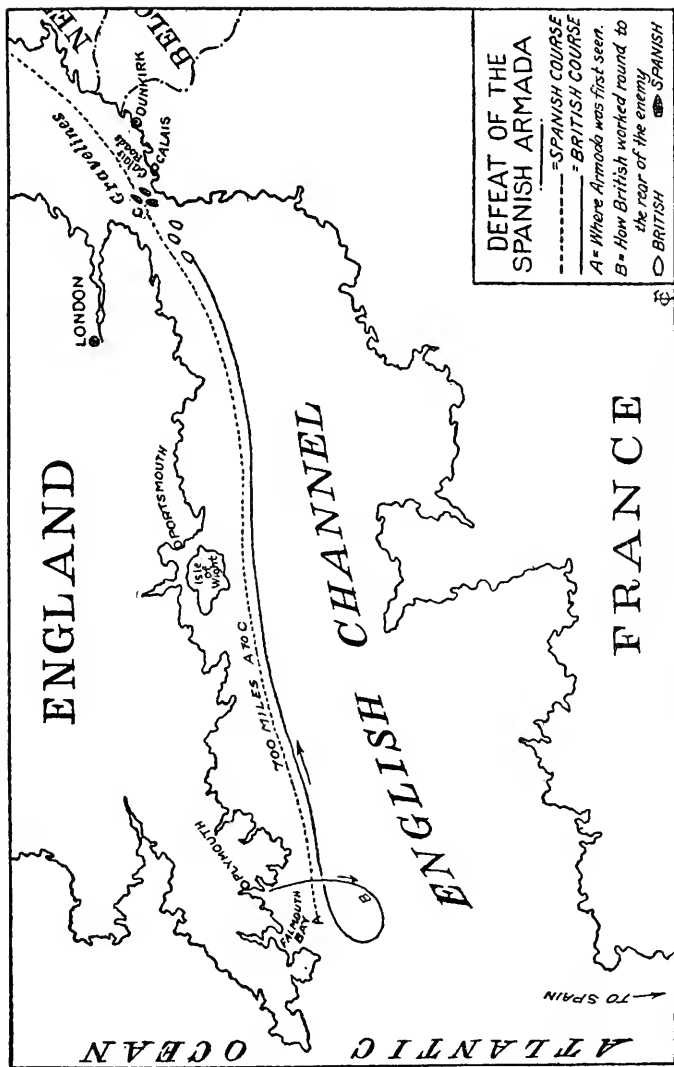 ENGLAND
LONDON
PORTSMOUTH
Isle
of
Wight
PLYMOUTH
FALMOUTH
BAY
A
B
700 MILES A TO C
ENGLISH CHANNEL
C
Gravelines
Calais
Roads
CALAIS
DUNKIRK
NE
BELG
ATLANTIC OCEAN
TO SPAIN
FRANCE
DEFEAT OF THE
SPANISH ARMADA
=SPANISH COURSE
=BRITISH COURSE
A= Where Armada was first seen.
B= How British worked round to
the rear of the enemy
BRITISH SPANISH